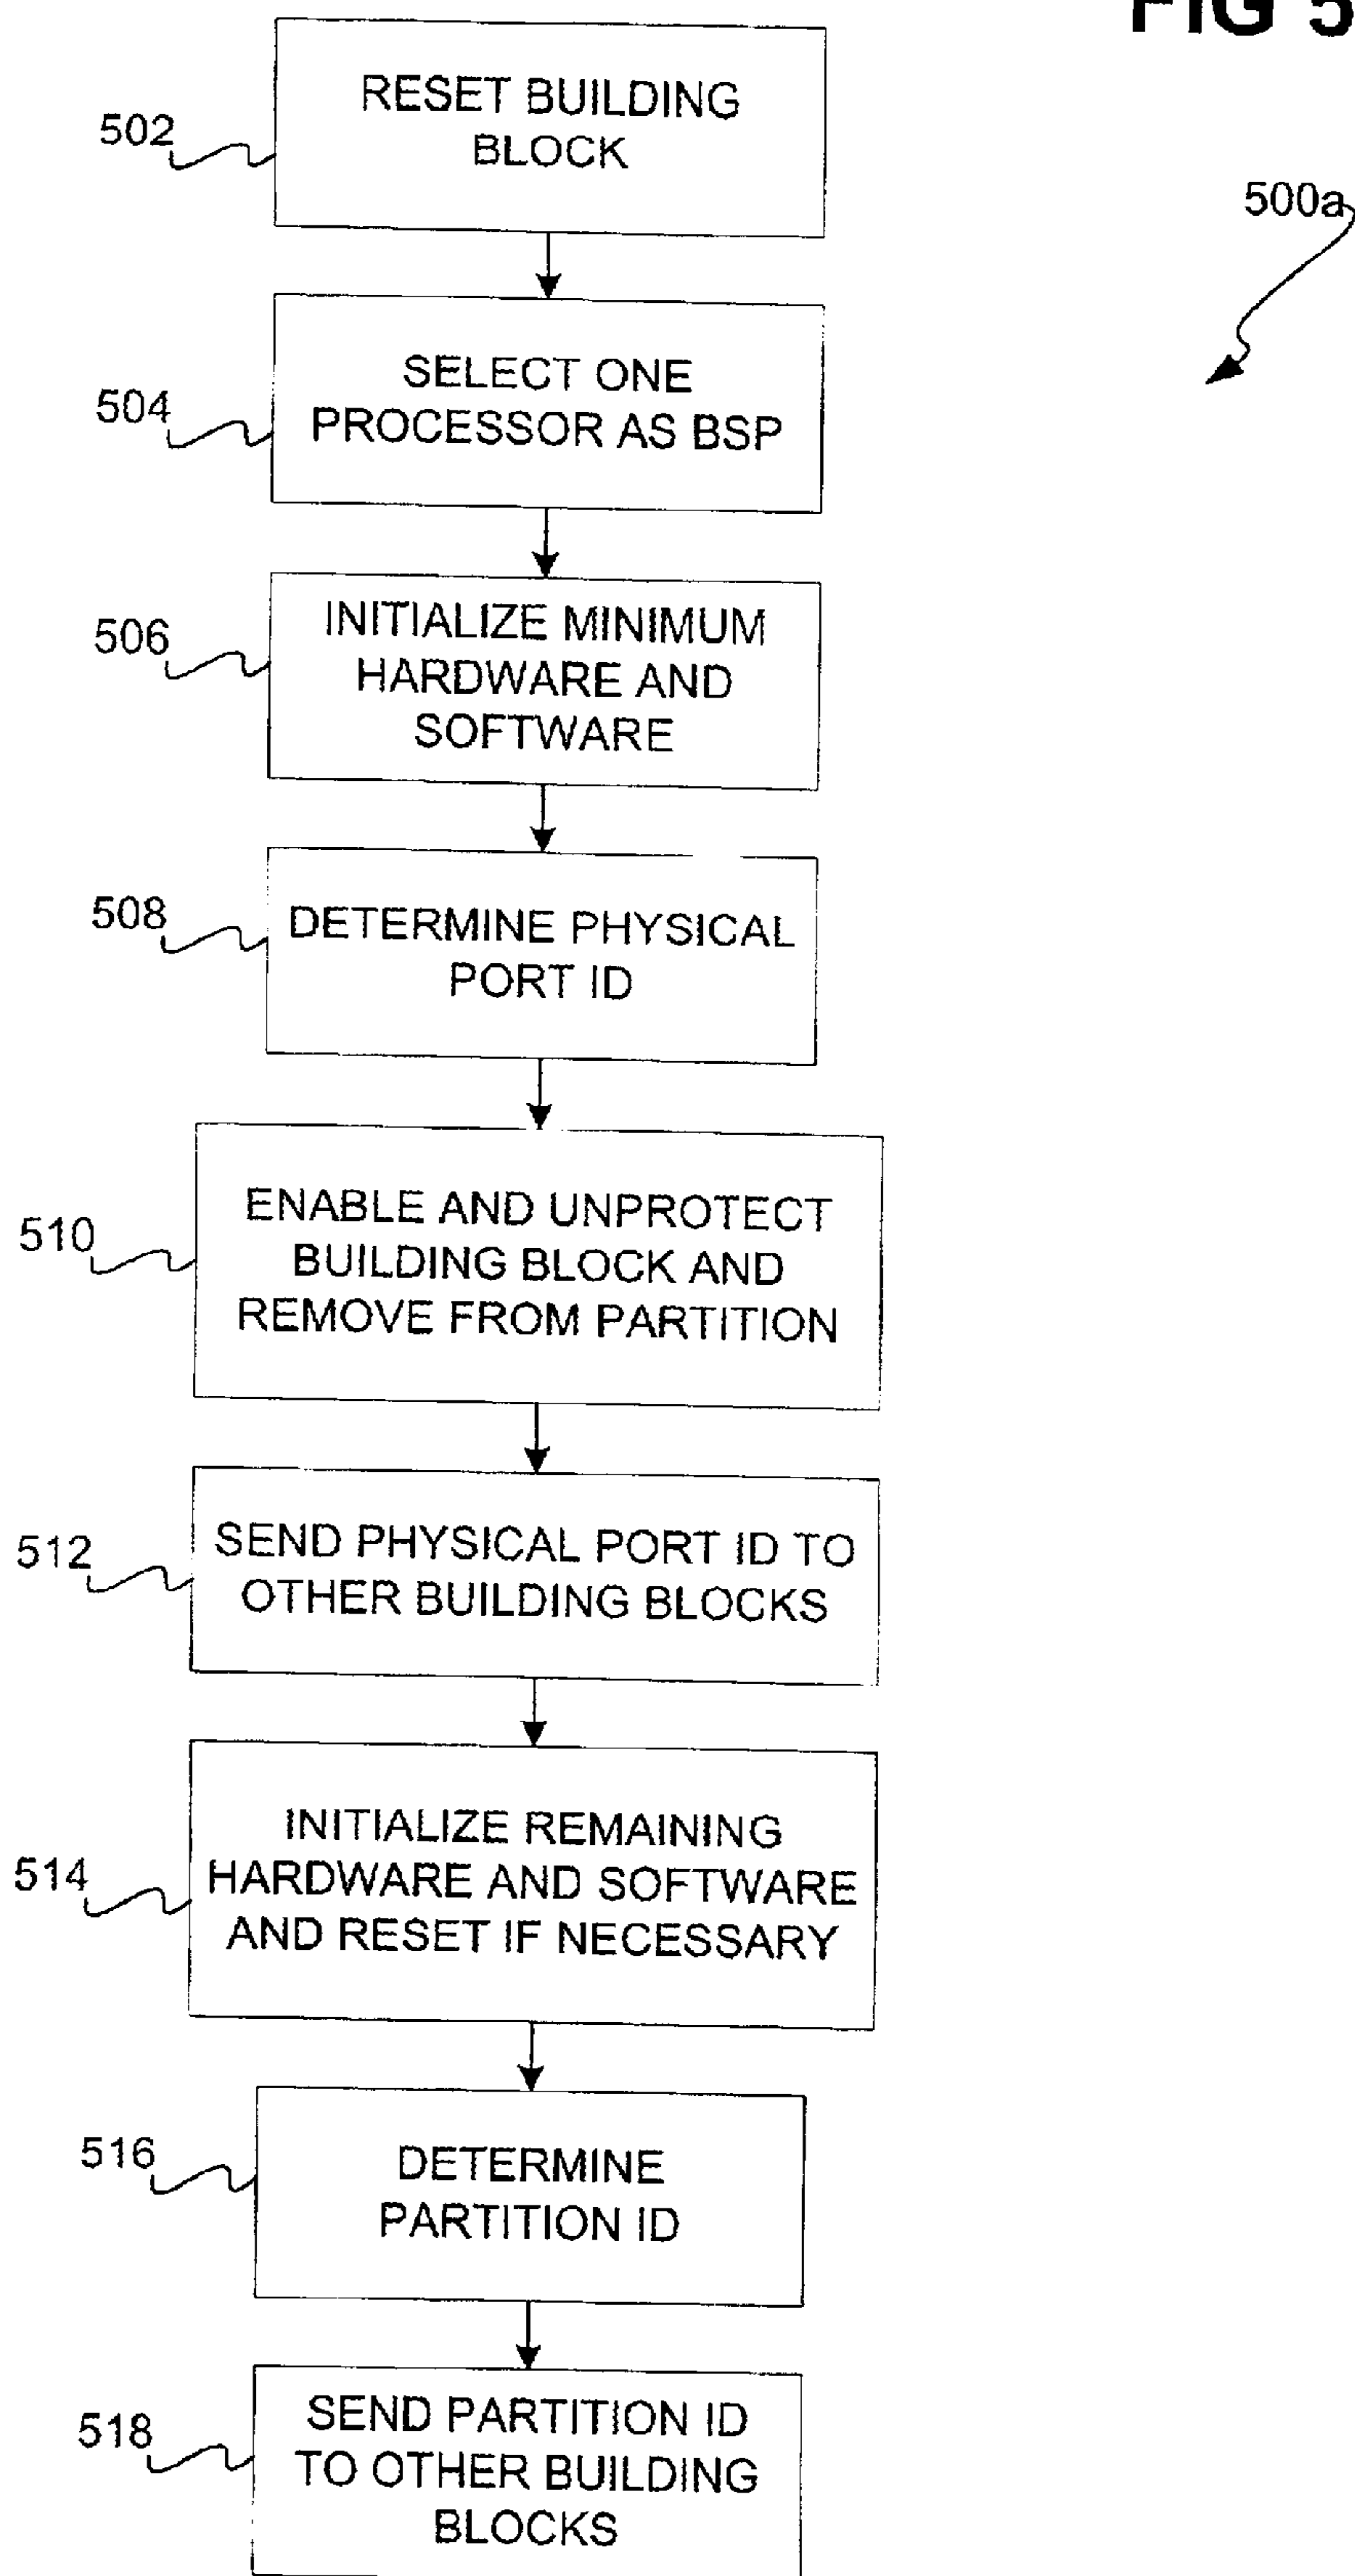 FIG 5
502
RESET BUILDING
BLOCK
500a
504
SELECT ONE
PROCESSOR AS BSP
506
INITIALIZE MINIMUM
HARDWARE AND
SOFTWARE
508
DETERMINE PHYSICAL
PORT ID
510
ENABLE AND UNPROTECT
BUILDING BLOCK AND
REMOVE FROM PARTITION
512
SEND PHYSICAL PORT ID TO
OTHER BUILDING BLOCKS
514
INITIALIZE REMAINING
HARDWARE AND SOFTWARE
AND RESET IF NECESSARY
516
DETERMINE
PARTITION ID
518
SEND PARTITION ID
TO OTHER BUILDING
BLOCKS